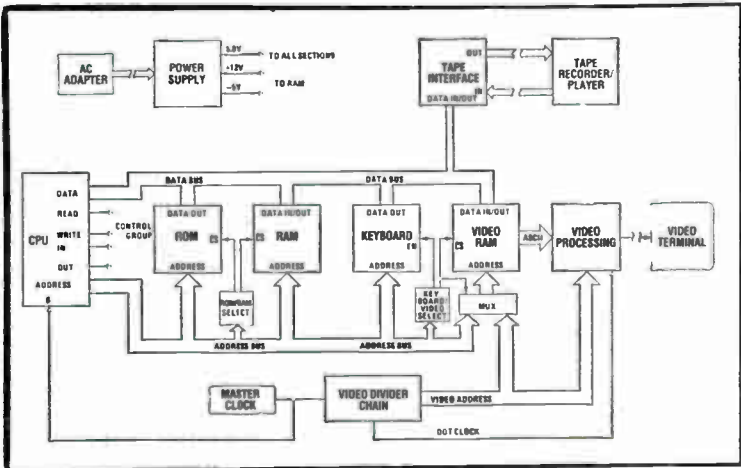 AC ADAPTER
POWER SUPPLY
5.0V
+12V
-5V
TO ALL SECTIONS
TO RAM
TAPE INTERFACE
OUT
IN
DATA IN/OUT
TAPE RECORDER/ PLAYER
CPU
DATA
READ
WRITE
IN
OUT
ADDRESS
CONTROL GROUP
DATA BUS
DATA BUS
DATA OUT
ROM
CS
ADDRESS
DATA IN/OUT
RAM
CS
ADDRESS
ROM/RAM SELECT
DATA OUT
KEYBOARD
EN
ADDRESS
KEY BOARD/ VIDEO SELECT
DATA IN/OUT
VIDEO RAM
CS
ADDRESS
MUX
ASCII
VIDEO PROCESSING
VIDEO TERMINAL
ADDRESS BUS
ADDRESS BUS
MASTER CLOCK
VIDEO DIVIDER CHAIN
VIDEO ADDRESS
DOT CLOCK